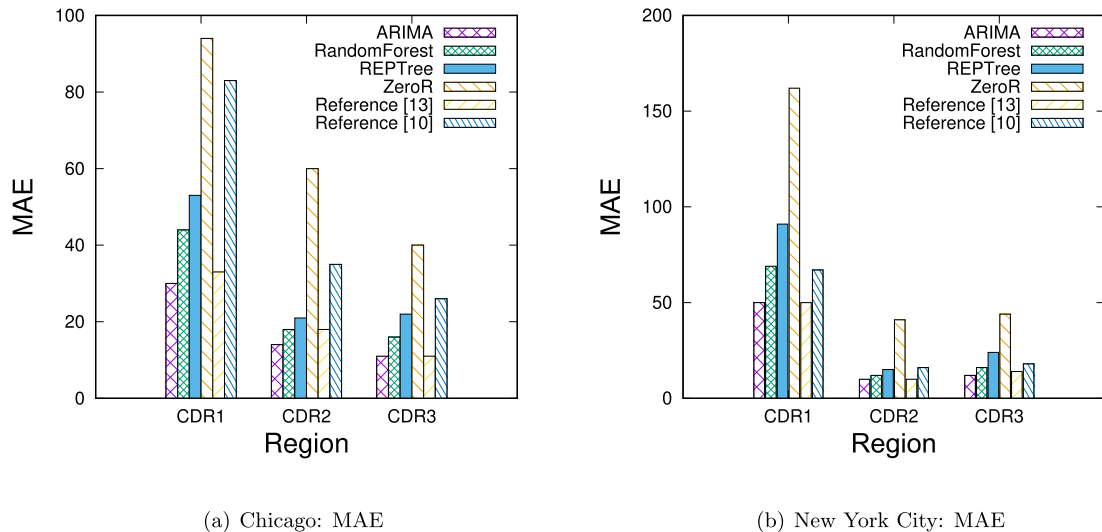 100
80
60
40
20
0
MAE
ARIMA
RandomForest
REPTree
ZeroR
Reference [13]
Reference [10]
CDR1 CDR2 CDR3
Region
(a) Chicago: MAE
200
150
100
50
0
MAE
ARIMA
RandomForest
REPTree
ZeroR
Reference [13]
Reference [10]
CDR1 CDR2 CDR3
Region
(b) New York City: MAE